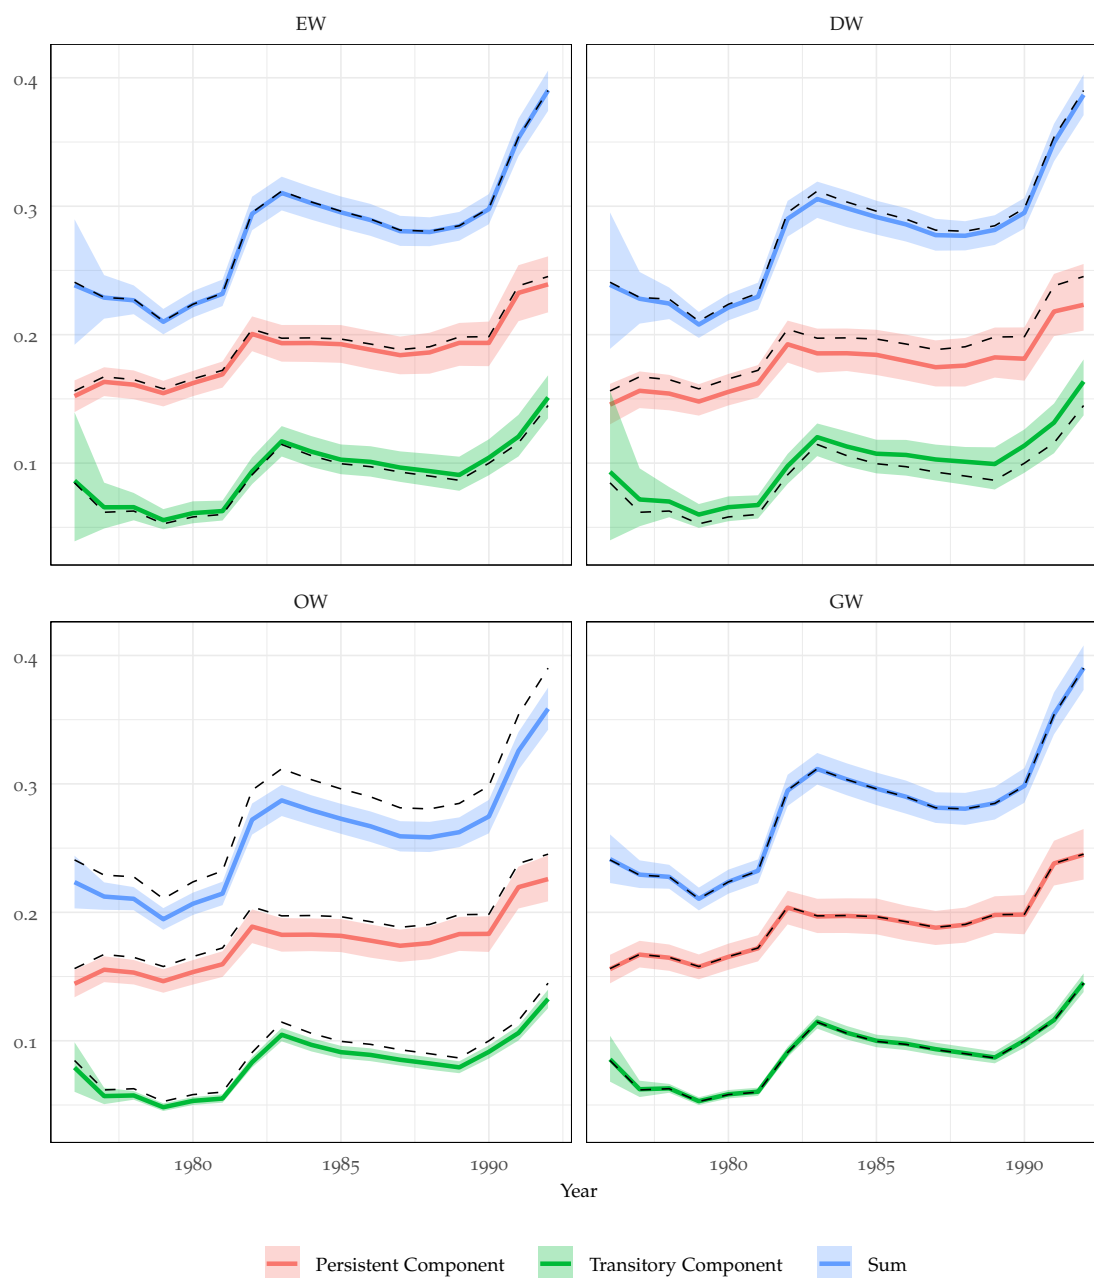 EW DW
0.4
0.3
0.2
0.1
OW GW
0.4
0.3
0.2
0.1
1980 1985 1990 1980 1985 1990
Year
Persistent Component Transitory Component Sum